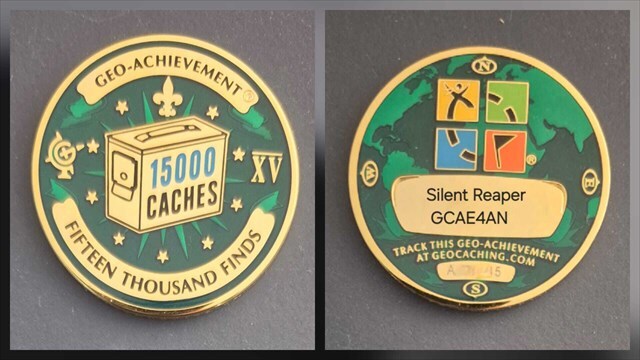 GEO-ACHIEVEMENT®
15000
CACHES
XV
FIFTEEN THOUSAND FINDS
N
W
E
®
Silent Reaper
GCAE4AN
TRACK THIS GEO-ACHIEVEMENT
AT GEOCACHING.COM
S